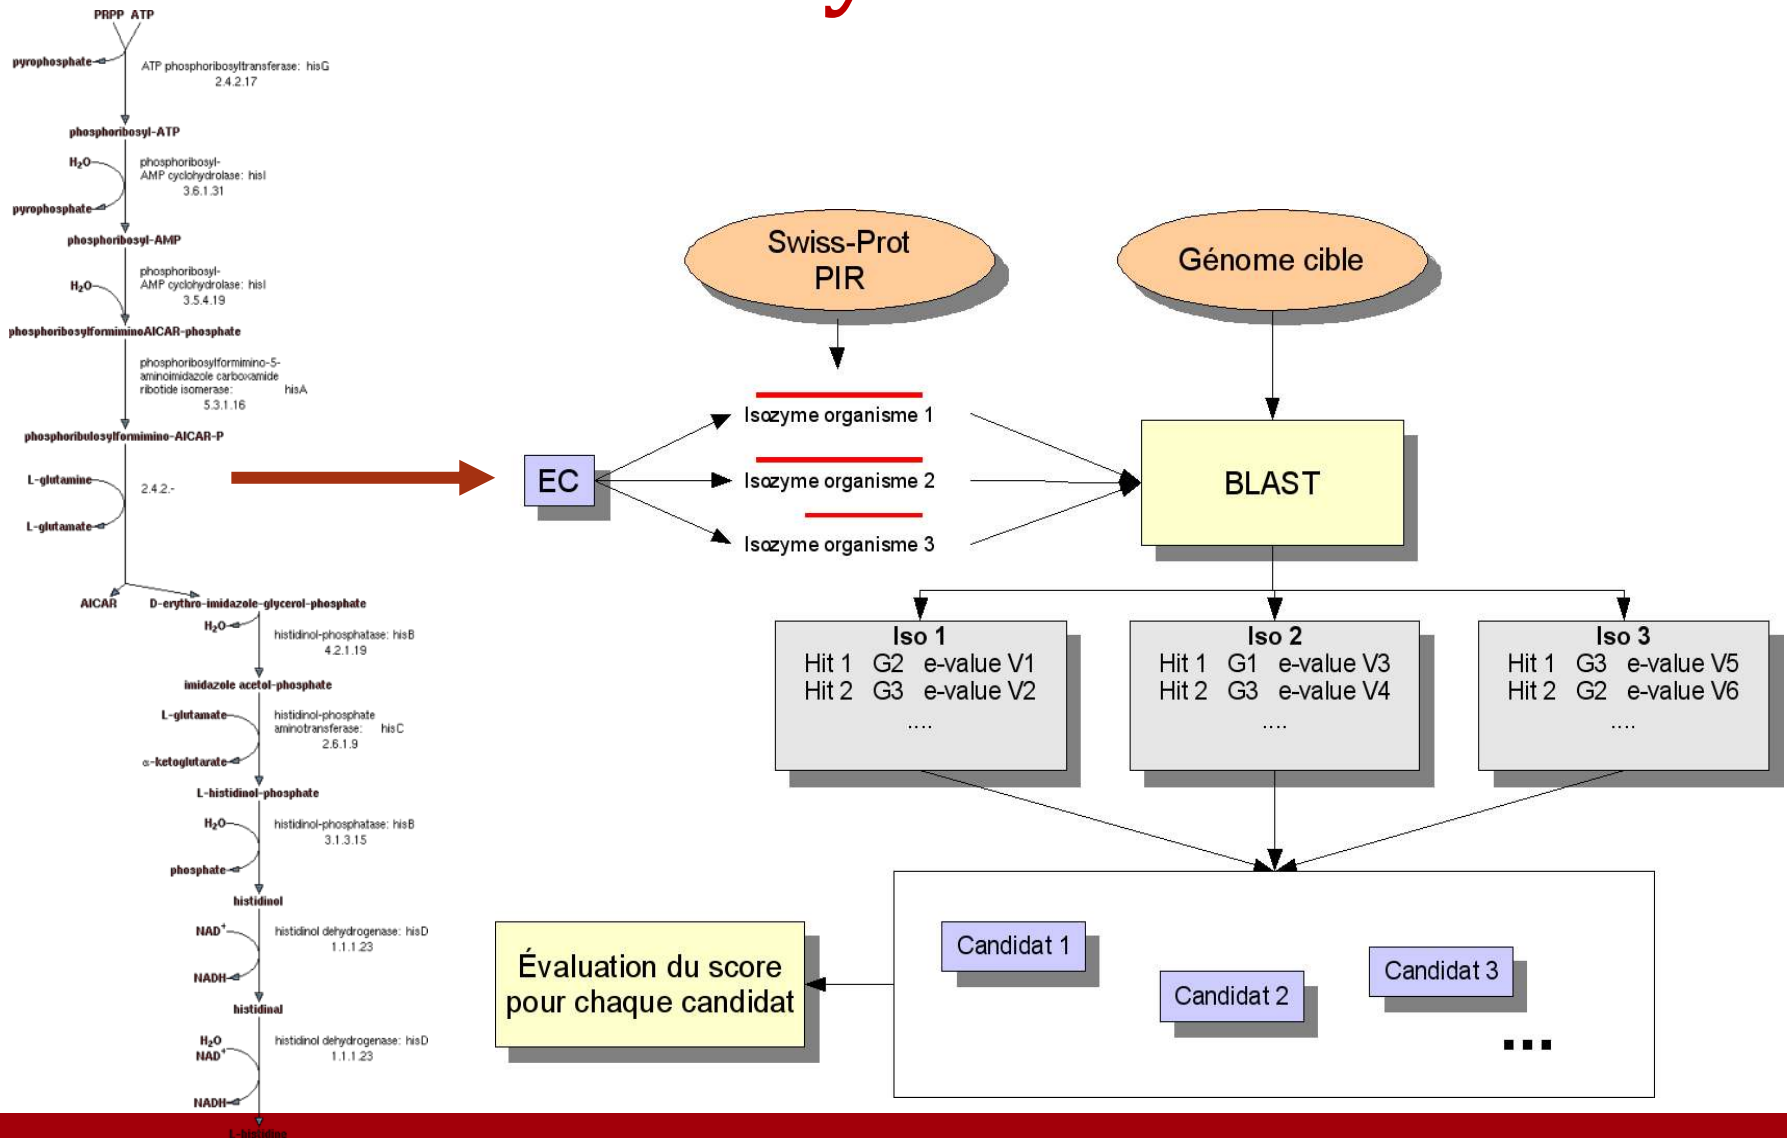 y
PRPP ATP
pyrophosphate
ATP phosphoribosyltransferase: hisG
2.4.2.17
phosphoribosyl-ATP
H₂O
phosphoribosyl-
AMP cyclohydrolase: hisI
3.6.1.31
pyrophosphate
phosphoribosyl-AMP
H₂O
phosphoribosyl-
AMP cyclohydrolase: hisI
3.5.4.19
phosphoribosylformiminoAICAR-phosphate
phosphoribosylformimino-5-
aminoimidazole carboxamide
ribotide isomerase: hisA
5.3.1.16
phosphoribulosylformimino-AICAR-P
L-glutamine
2.4.2.-
L-glutamate
AICAR D-erythro-imidazole-glycerol-phosphate
H₂O
histidinol-phosphatase: hisB
4.2.1.19
imidazole acetol-phosphate
L-glutamate
histidinol-phosphate
aminotransferase: hisC
2.6.1.9
α-ketoglutarate
L-histidinol-phosphate
H₂O
histidinol-phosphatase: hisB
3.1.3.15
phosphate
histidinol
NAD⁺
histidinol dehydrogenase: hisD
1.1.1.23
NADH
histidinal
H₂O
NAD⁺
histidinol dehydrogenase: hisD
1.1.1.23
NADH
L-histidine
Swiss-Prot
PIR
Génome cible
EC
Isozyme organisme 1
Isozyme organisme 2
Isozyme organisme 3
BLAST
Iso 1
Hit 1 G2 e-value V1
Hit 2 G3 e-value V2
....
Iso 2
Hit 1 G1 e-value V3
Hit 2 G3 e-value V4
....
Iso 3
Hit 1 G3 e-value V5
Hit 2 G2 e-value V6
....
Candidat 1
Candidat 2
Candidat 3
...
Évaluation du score
pour chaque candidat